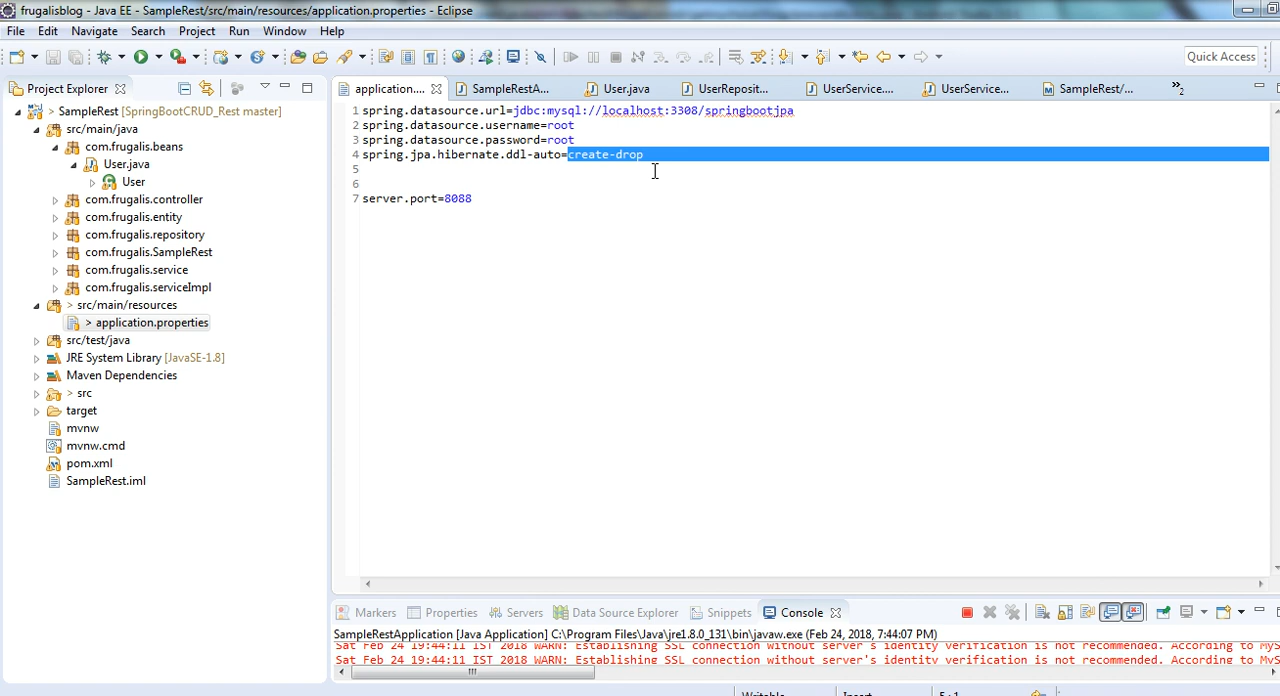 frugalisblog - Java EE - SampleRest/src/main/resources/application.properties - Eclipse
File Edit Navigate Search Project Run Window Help
Quick Access
Project Explorer
application.... SampleRestA... User.java UserReposit... UserService.... UserService... SampleRest/... »2
SampleRest [SpringBootCRUD_Rest master]
src/main/java
com.frugalis.beans
User.java
User
com.frugalis.controller
com.frugalis.entity
com.frugalis.repository
com.frugalis.SampleRest
com.frugalis.service
com.frugalis.serviceImpl
> src/main/resources
> application.properties
src/test/java
JRE System Library [JavaSE-1.8]
Maven Dependencies
> src
target
mvnw
mvnw.cmd
pom.xml
SampleRest.iml
1 spring.datasource.url=jdbc:mysql://localhost:3308/springbootjpa
2 spring.datasource.username=root
3 spring.datasource.password=root
4 spring.jpa.hibernate.ddl-auto=create-drop
5
6
7 server.port=8088
Markers Properties Servers Data Source Explorer Snippets Console
SampleRestApplication [Java Application] C:\Program Files\Java\jre1.8.0_131\bin\javaw.exe (Feb 24, 2018, 7:44:07 PM)
Sat Feb 24 19:44:11 IST 2018 WARN: Establishing SSL connection without server's identity verification is not recommended. According to MyS
Sat Feb 24 19:44:11 IST 2018 WARN: Establishing SSL connection without server's identity verification is not recommended. According to MyS
Writable Insert 5 : 1